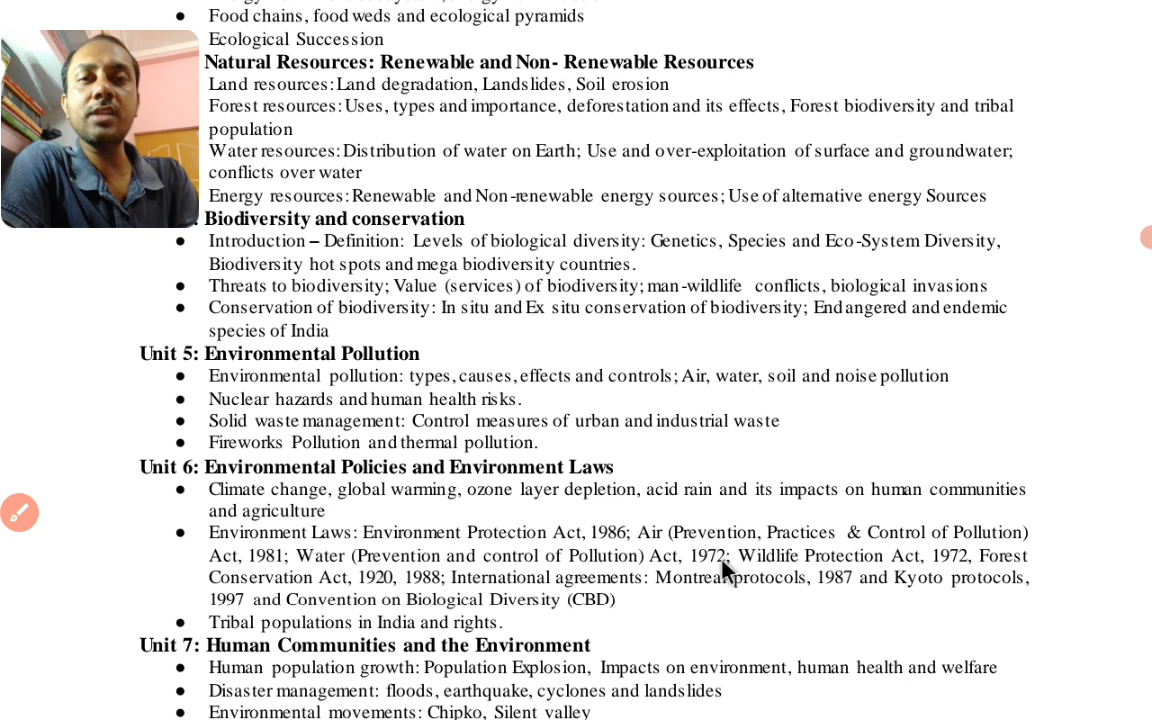 ● Food chains, food weds and ecological pyramids
Ecological Succession
Natural Resources: Renewable and Non- Renewable Resources
Land resources: Land degradation, Landslides, Soil erosion
Forest resources: Uses, types and importance, deforestation and its effects, Forest biodiversity and tribal
population
Water resources: Distribution of water on Earth; Use and over-exploitation of surface and groundwater;
conflicts over water
Energy resources: Renewable and Non-renewable energy sources; Use of alternative energy Sources
: Biodiversity and conservation
● Introduction – Definition: Levels of biological diversity: Genetics, Species and Eco-System Diversity,
Biodiversity hot spots and mega biodiversity countries.
● Threats to biodiversity; Value (services) of biodiversity; man-wildlife conflicts, biological invasions
● Conservation of biodiversity: In situ and Ex situ conservation of biodiversity; Endangered and endemic
species of India
Unit 5: Environmental Pollution
● Environmental pollution: types, causes, effects and controls; Air, water, soil and noise pollution
● Nuclear hazards and human health risks.
● Solid waste management: Control measures of urban and industrial waste
● Fireworks Pollution and thermal pollution.
Unit 6: Environmental Policies and Environment Laws
● Climate change, global warming, ozone layer depletion, acid rain and its impacts on human communities
and agriculture
● Environment Laws: Environment Protection Act, 1986; Air (Prevention, Practices & Control of Pollution)
Act, 1981; Water (Prevention and control of Pollution) Act, 1972; Wildlife Protection Act, 1972, Forest
Conservation Act, 1920, 1988; International agreements: Montreal protocols, 1987 and Kyoto protocols,
1997 and Convention on Biological Diversity (CBD)
● Tribal populations in India and rights.
Unit 7: Human Communities and the Environment
● Human population growth: Population Explosion, Impacts on environment, human health and welfare
● Disaster management: floods, earthquake, cyclones and landslides
● Environmental movements: Chipko, Silent valley